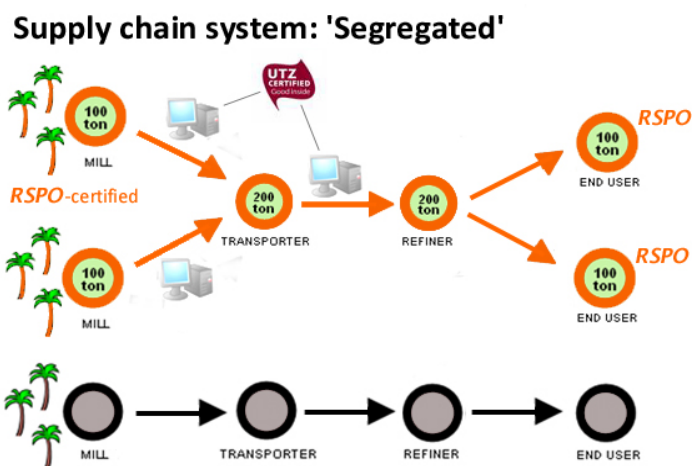 Supply chain system: 'Segregated'
UTZ
CERTIFIED
Good inside
100
ton
MILL
RSPO-certified
200
ton
TRANSPORTER
200
ton
REFINER
100
ton
END USER
RSPO
100
ton
MILL
100
ton
END USER
RSPO
MILL
TRANSPORTER
REFINER
END USER